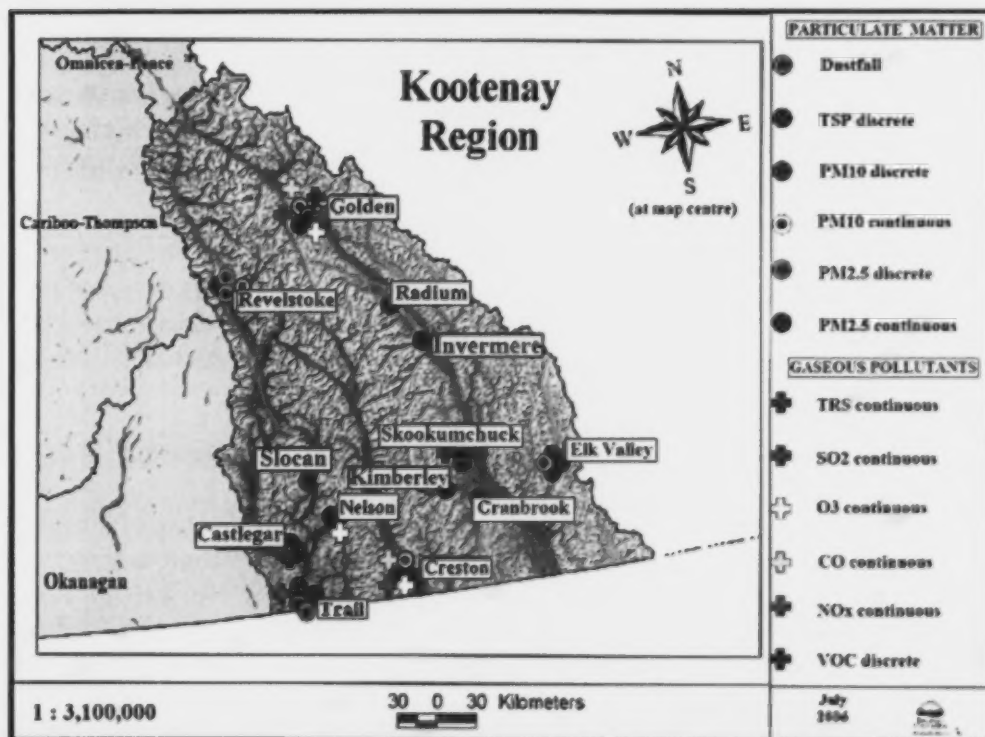 Omnicea-Peace
Kootenay
Region
N
W
E
S
(at map centre)
Cariboo-Thompson
Golden
Revelstoke
Radium
Invermere
Skookumchuck
Elk Valley
Slocan
Kimberley
Nelson
Cranbrook
Castlegar
Creston
Okanagan
Trail
PARTICULATE MATTER
Dustfall
TSP discrete
PM10 discrete
PM10 continuous
PM2.5 discrete
PM2.5 continuous
GASEOUS POLLUTANTS
TRS continuous
SO2 continuous
O3 continuous
CO continuous
NOx continuous
VOC discrete
1 : 3,100,000
30 0 30 Kilometers
July
2006